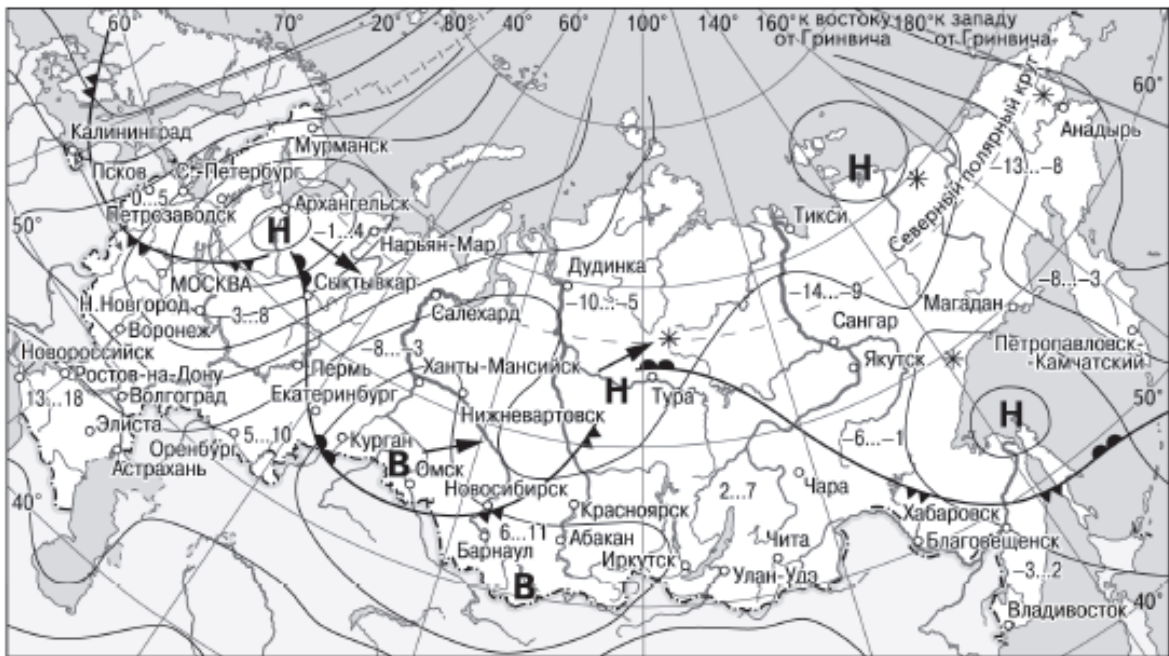 60°
70°
20°
80°
40°
60°
100°
140°
160°
к востоку
от Гринвича
180°
к западу
от Гринвича
60°
Калининград
Мурманск
Анадырь
Псков
С.-Петербург
0...5
Северный полярный круг
–13...–8
Н
50°
Петрозаводск
Архангельск
Н
–1...4
Нарьян-Мар
Тикси
МОСКВА
Сыктывкар
Дудинка
–10...–5
–14...–9
–8...–3
Н.Новгород
3...8
Салехард
Магадан
Воронеж
Сангар
Новороссийск
Пермь
Ханты-Мансийск
Якутск
Петропавловск-
Камчатский
Ростов-на-Дону
Н
Тура
50°
13...18
Волгоград
Екатеринбург
Нижневартовск
Н
Элиста
5...10
Курган
–6...–1
Оренбург
В
Омск
Астрахань
Новосибирск
2...7
Чара
40°
Красноярск
Хабаровск
6...11
Барнаул
Абакан
Иркутск
Чита
Благовещенск
В
Улан-Удэ
–3...2
Владивосток
40°
80°
100°
120°
140°